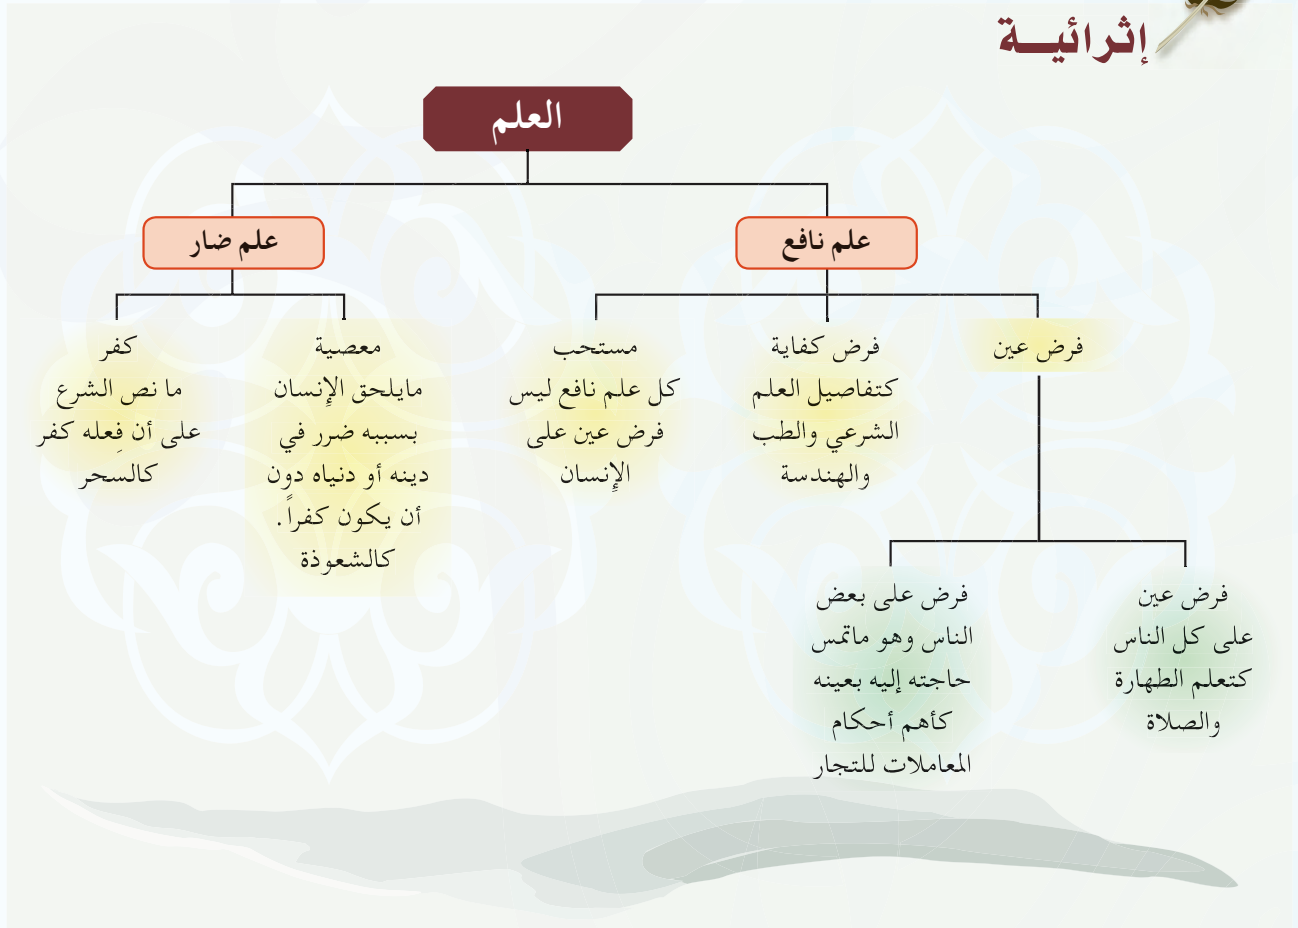 إثرائية
العلم
علم نافع
علم ضار
فرض عين
فرض كفاية
كتفاصيل العلم
الشرعي والطب
والهندسة
مستحب
كل علم نافع ليس
فرض عين على
الإنسان
معصية
مايلحق الإنسان
بسببه ضرر في
دينه أو دنياه دون
أن يكون كفراً.
كالشعوذة
كفر
ما نص الشرع
على أن فِعله كفر
كالسحر
فرض عين
على كل الناس
كتعلم الطهارة
والصلاة
فرض على بعض
الناس وهو ماتمس
حاجته إليه بعينه
كأهم أحكام
المعاملات للتجار